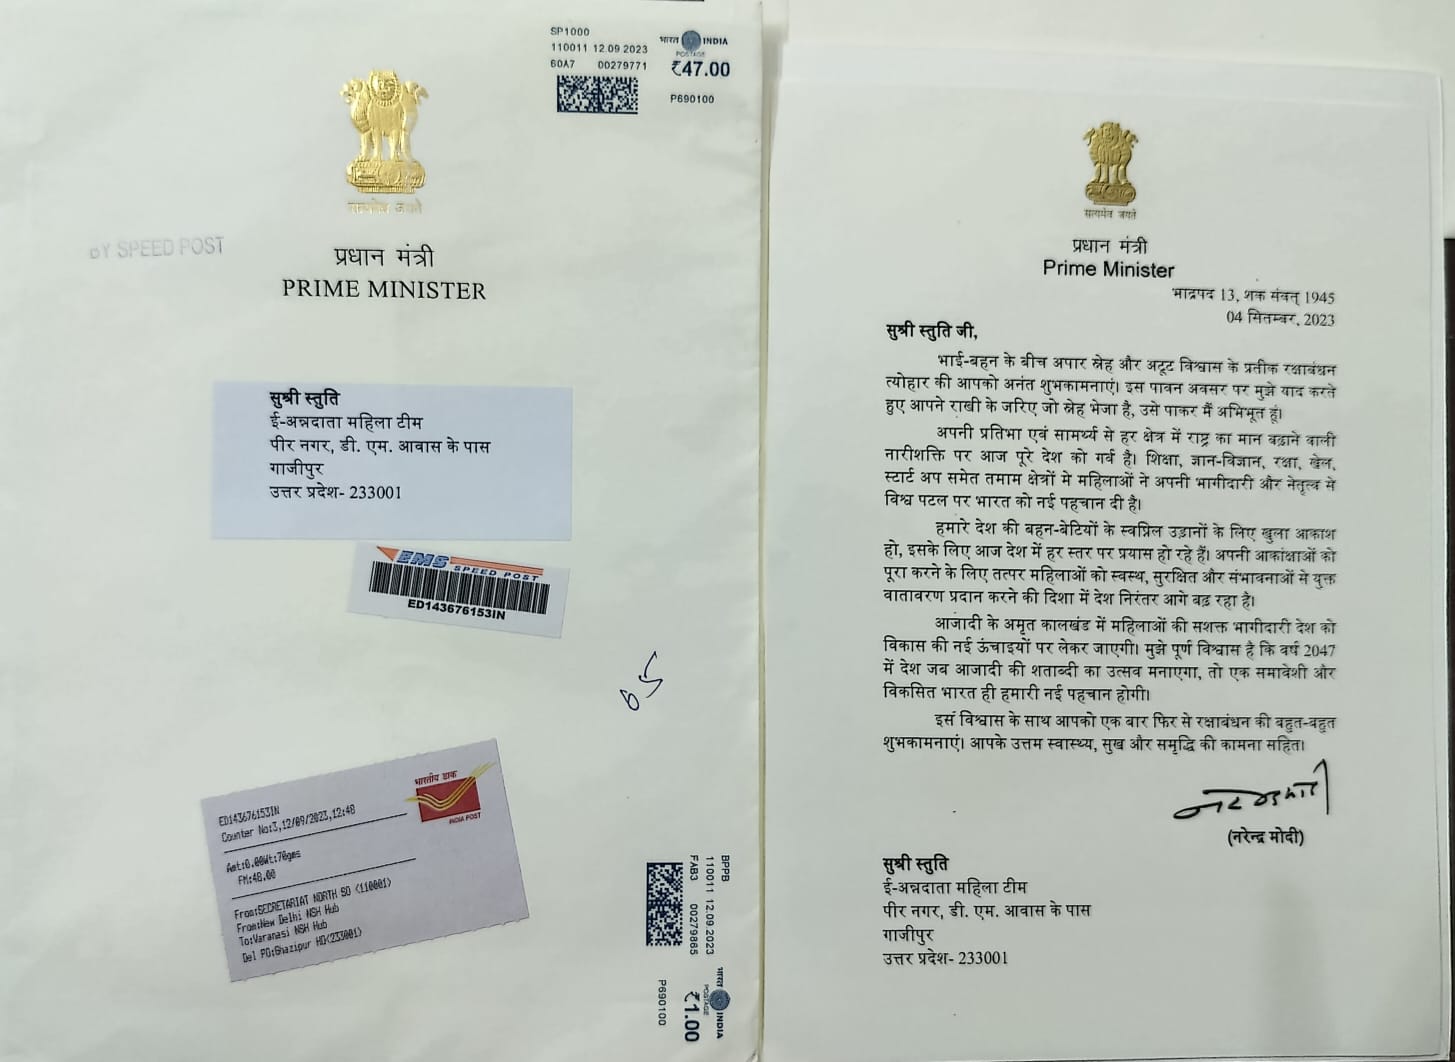 SP1000
110011 12.09.2023
60A7 00279771
भारत INDIA
POSTAGE
₹47.00
P690100
सत्यमेव जयते
BY SPEED POST
प्रधान मंत्री
PRIME MINISTER
सुश्री स्तुति
ई-अन्नदाता महिला टीम
पीर नगर, डी. एम. आवास के पास
गाजीपुर
उत्तर प्रदेश- 233001
EMS
SPEED POST
ED143676153IN
65
भारतीय डाक
INDIA POST
ED143676153IN
Counter No:3,12/09/2023,12:48
Amt:0.00Wt:70gms
FM:48.00
From:SECRETARIAT NORTH SO <110001>
From:New Delhi NSH Hub
To:Varanasi NSH Hub
Del PO:Ghazipur HO<233001>
BPPB
110011 12.09.2023
FAB3 00279865
भारत INDIA
POSTAGE
₹1.00
P690100
सत्यमेव जयते
प्रधान मंत्री
Prime Minister
भाद्रपद 13, शक संवत् 1945
04 सितम्बर, 2023
सुश्री स्तुति जी,
भाई-बहन के बीच अपार स्नेह और अटूट विश्वास के प्रतीक रक्षाबंधन
त्योहार की आपको अनंत शुभकामनाएं। इस पावन अवसर पर मुझे याद करते
हुए आपने राखी के जरिए जो स्नेह भेजा है, उसे पाकर मैं अभिभूत हूं।
अपनी प्रतिभा एवं सामर्थ्य से हर क्षेत्र में राष्ट्र का मान बढ़ाने वाली
नारीशक्ति पर आज पूरे देश को गर्व है। शिक्षा, ज्ञान-विज्ञान, रक्षा, खेल,
स्टार्ट अप समेत तमाम क्षेत्रों मे महिलाओं ने अपनी भागीदारी और नेतृत्व से
विश्व पटल पर भारत को नई पहचान दी है।
हमारे देश की बहन-बेटियों के स्वप्निल उड़ानों के लिए खुला आकाश
हो, इसके लिए आज देश में हर स्तर पर प्रयास हो रहे हैं। अपनी आकांक्षाओं को
पूरा करने के लिए तत्पर महिलाओं को स्वस्थ, सुरक्षित और संभावनाओं से युक्त
वातावरण प्रदान करने की दिशा में देश निरंतर आगे बढ़ रहा है।
आजादी के अमृत कालखंड में महिलाओं की सशक्त भागीदारी देश को
विकास की नई ऊंचाइयों पर लेकर जाएगी। मुझे पूर्ण विश्वास है कि वर्ष 2047
में देश जब आजादी की शताब्दी का उत्सव मनाएगा, तो एक समावेशी और
विकसित भारत ही हमारी नई पहचान होगी।
इस विश्वास के साथ आपको एक बार फिर से रक्षाबंधन की बहुत-बहुत
शुभकामनाएं। आपके उत्तम स्वास्थ्य, सुख और समृद्धि की कामना सहित।
(नरेन्द्र मोदी)
सुश्री स्तुति
ई-अन्नदाता महिला टीम
पीर नगर, डी. एम. आवास के पास
गाजीपुर
उत्तर प्रदेश- 233001